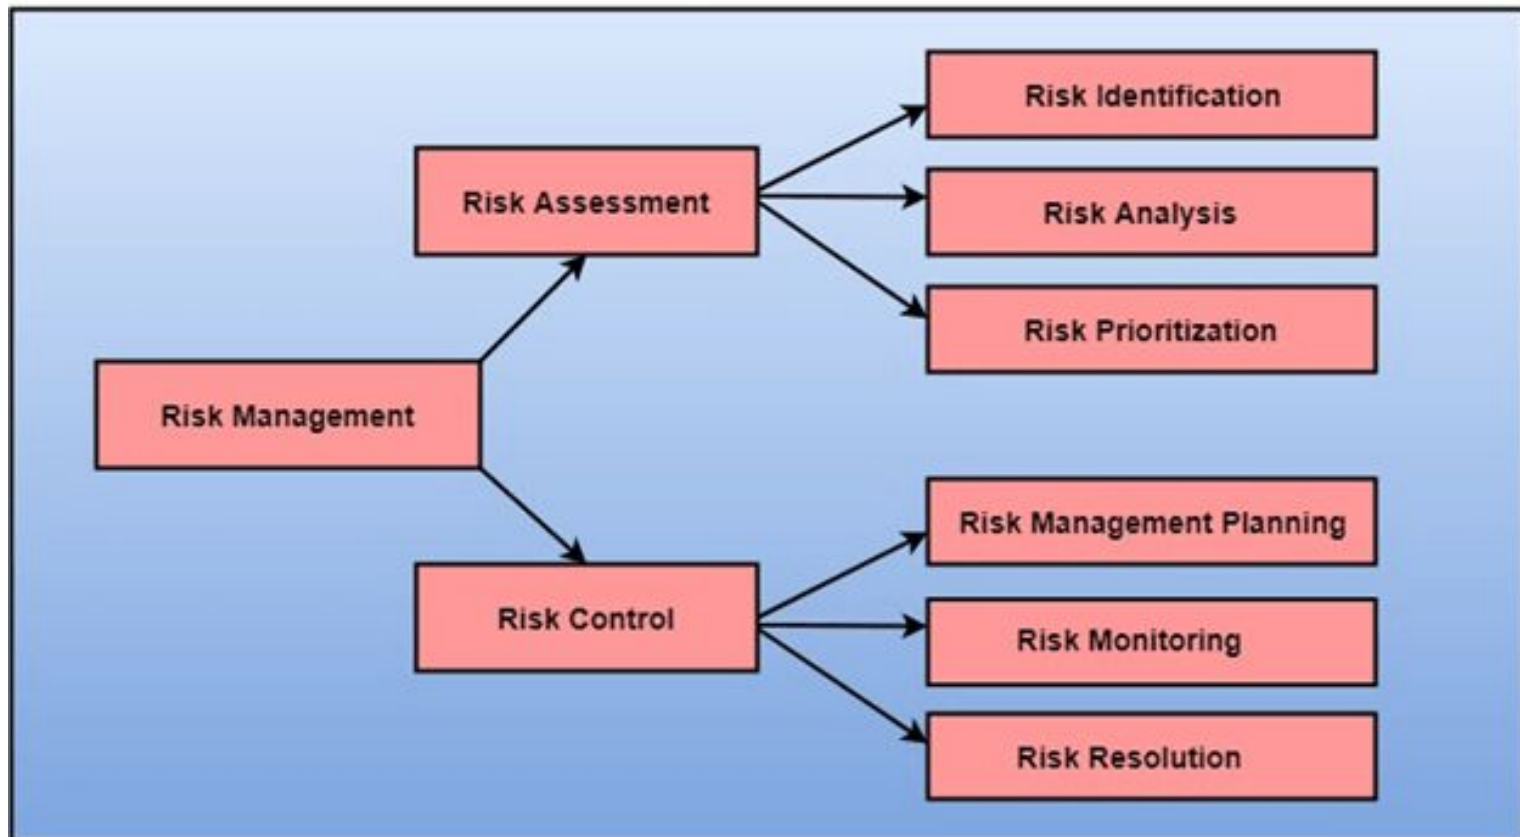 Risk Identification
Risk Assessment
Risk Analysis
Risk Prioritization
Risk Management
Risk Management Planning
Risk Control
Risk Monitoring
Risk Resolution